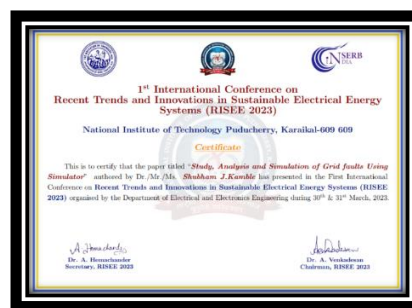 SERB
DIA
1st International Conference on
Recent Trends and Innovations in Sustainable Electrical Energy
Systems (RISEE 2023)
National Institute of Technology Puducherry, Karaikal-609 609
Certificate
This is to certify that the paper titled "Study, Analysis and Simulation of Grid faults Using
Simulator" authored by Dr./Mr./Ms. Shubham J.Kamble has presented in the First International
Conference on Recent Trends and Innovations in Sustainable Electrical Energy Systems (RISEE
2023) organised by the Department of Electrical and Electronics Engineering during 30th & 31st March, 2023.
Dr. A. Hemachander
Secretary, RISEE 2023
Dr. A. Venkadesan
Chairman, RISEE 2023